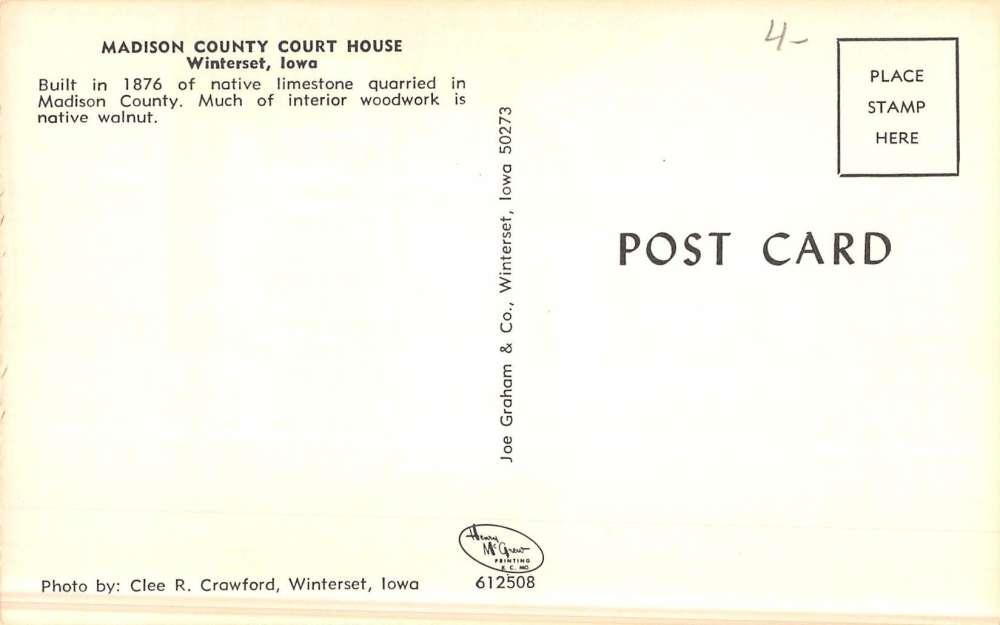 MADISON COUNTY COURT HOUSE
Winterset, Iowa
Built in 1876 of native limestone quarried in
Madison County. Much of interior woodwork is
native walnut.
4-
PLACE
STAMP
HERE
POST CARD
Joe Graham & Co., Winterset, Iowa 50273
Henry
McGrew
PRINTING
K. C. MO.
612508
Photo by: Clee R. Crawford, Winterset, Iowa